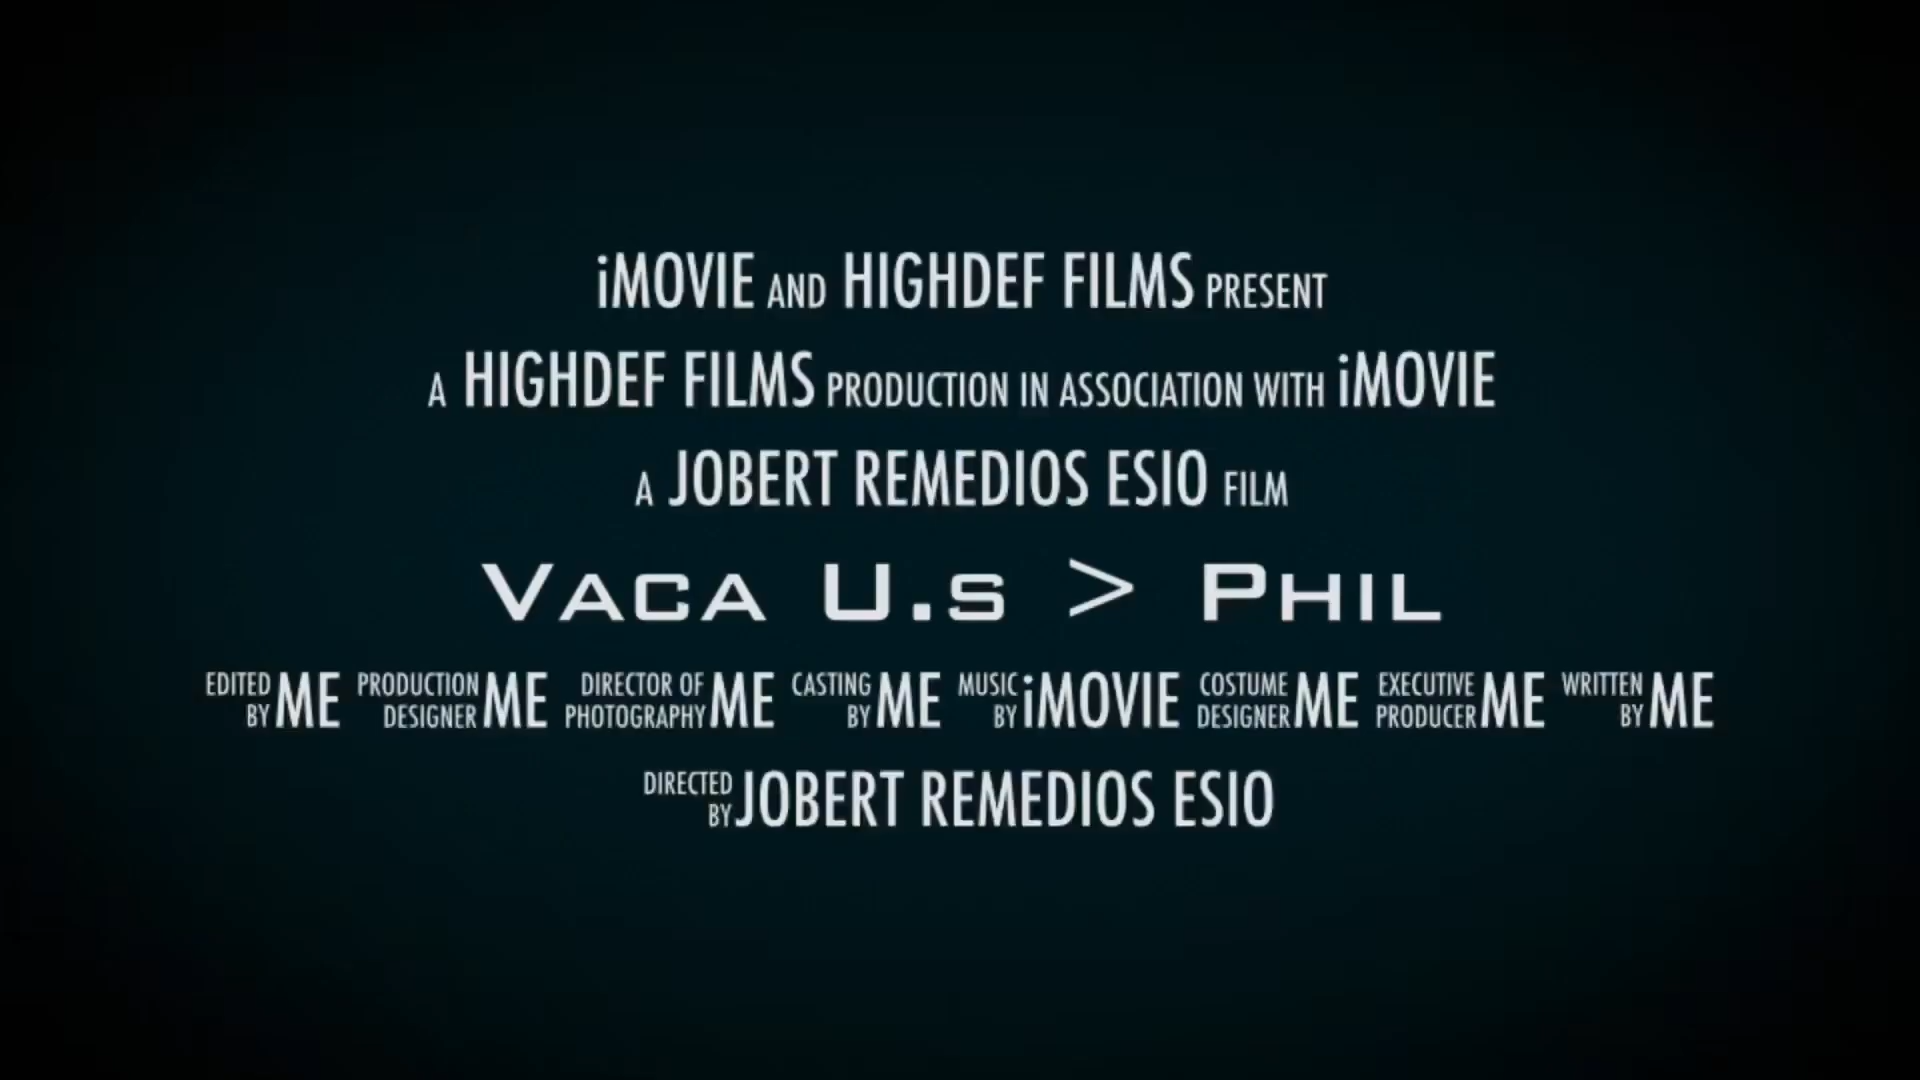 iMOVIE AND HIGHDEF FILMS PRESENT
A HIGHDEF FILMS PRODUCTION IN ASSOCIATION WITH iMOVIE
A JOBERT REMEDIOS ESIO FILM
VACA U.S > PHIL
EDITED BY ME PRODUCTION DESIGNER ME DIRECTOR OF PHOTOGRAPHY ME CASTING BY ME MUSIC BY iMOVIE COSTUME DESIGNER ME EXECUTIVE PRODUCER ME WRITTEN BY ME
DIRECTED BY JOBERT REMEDIOS ESIO